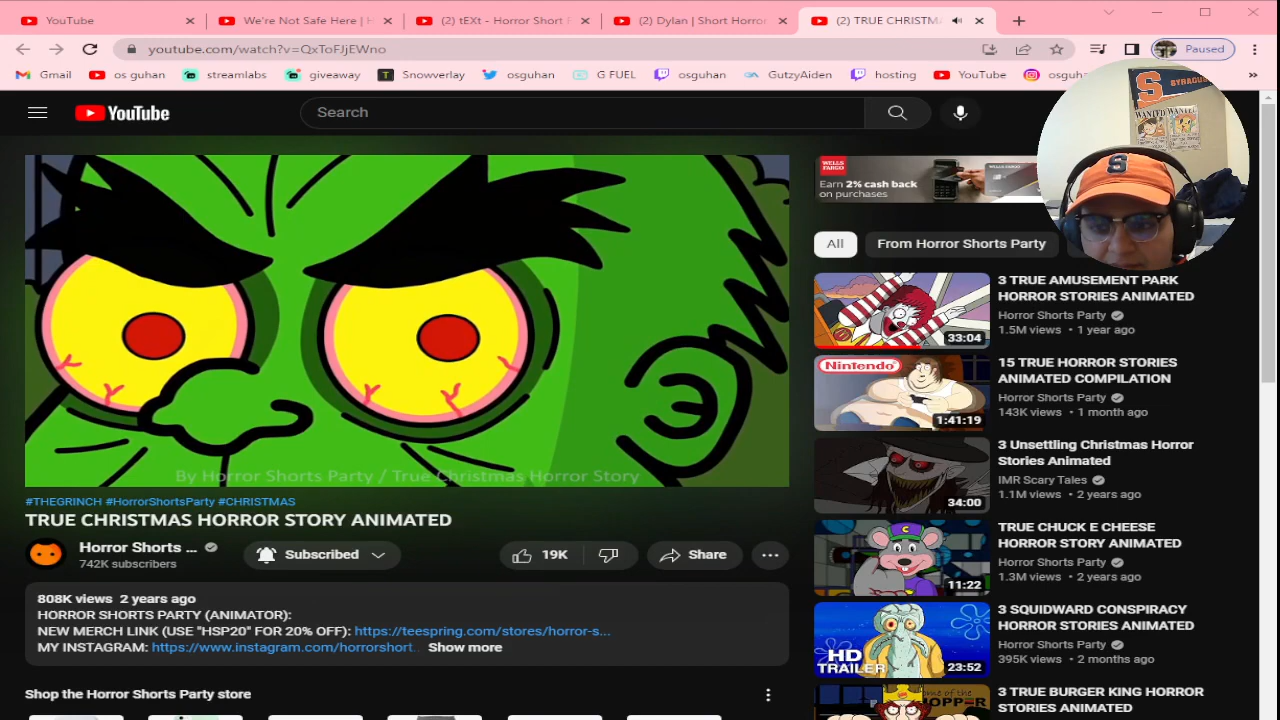 YouTube
We're Not Safe Here | H
(2) tEXt - Horror Short F
(2) Dylan | Short Horror
(2) TRUE CHRISTMA
youtube.com/watch?v=QxToFJjEWno
Paused
Gmail
os guhan
streamlabs
giveaway
Snowverlay
osguhan
G FUEL
osguhan
GutzyAiden
hosting
YouTube
osguh
YouTube
Search
SYRACUS
WANTED WANTED
S
S
WELLS
FARGO
Earn 2% cash back
on purchases
All
From Horror Shorts Party
By Horror Shorts Party / True Christmas Horror Story
#THEGRINCH #HorrorShortsParty #CHRISTMAS
TRUE CHRISTMAS HORROR STORY ANIMATED
Horror Shorts ...
742K subscribers
Subscribed
19K
Share
808K views 2 years ago
HORROR SHORTS PARTY (ANIMATOR):
NEW MERCH LINK (USE "HSP20" FOR 20% OFF): https://teespring.com/stores/horror-s...
MY INSTAGRAM: https://www.instagram.com/horrorshort..
Show more
Shop the Horror Shorts Party store
3 TRUE AMUSEMENT PARK
HORROR STORIES ANIMATED
Horror Shorts Party
1.5M views • 1 year ago
33:04
Nintendo
15 TRUE HORROR STORIES
ANIMATED COMPILATION
Horror Shorts Party
143K views • 1 month ago
1:41:19
3 Unsettling Christmas Horror
Stories Animated
IMR Scary Tales
1.1M views • 2 years ago
34:00
C
TRUE CHUCK E CHEESE
HORROR STORY ANIMATED
Horror Shorts Party
1.3M views • 2 years ago
11:22
HD
TRAILER
3 SQUIDWARD CONSPIRACY
HORROR STORIES ANIMATED
Horror Shorts Party
395K views • 2 months ago
23:52
ome of the
HOPPER
3 TRUE BURGER KING HORROR
STORIES ANIMATED